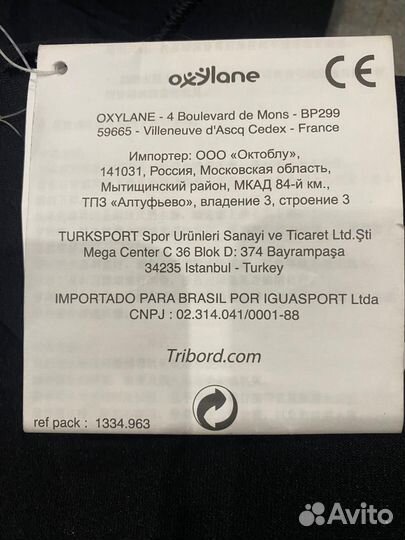 oxylane
CE
OXYLANE - 4 Boulevard de Mons - BP299
59665 - Villeneuve d'Ascq Cedex - France
Импортер: ООО «Октоблу»,
141031, Россия, Московская область,
Мытищинский район, МКАД 84-й км.,
ТПЗ «Алтуфьево», владение 3, строение 3
TURKSPORT Spor Urünleri Sanayi ve Ticaret Ltd.Şti
Mega Center C 36 Blok D: 374 Bayrampaşa
34235 Istanbul - Turkey
IMPORTADO PARA BRASIL POR IGUASPORT Ltda
CNPJ : 02.314.041/0001-88
Tribord.com
ref pack : 1334.963
Avito